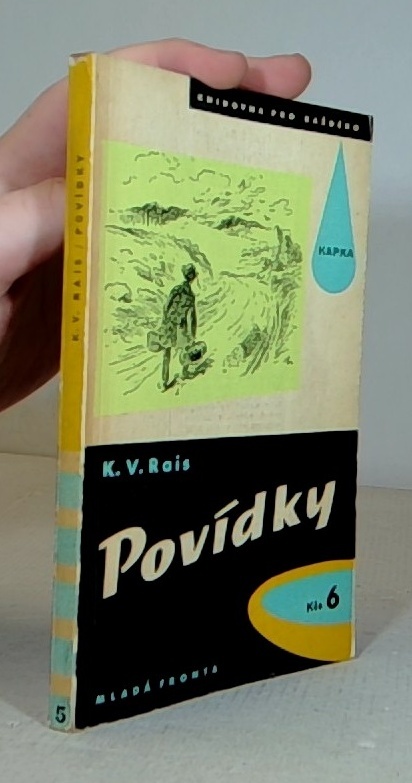 KNIHOVNA PRO KAŽDÉHO
KAPKA
K. V. Rais
Povídky
Kčs 6
MLADÁ FRONTA
K. V. RAIS / POVÍDKY
5